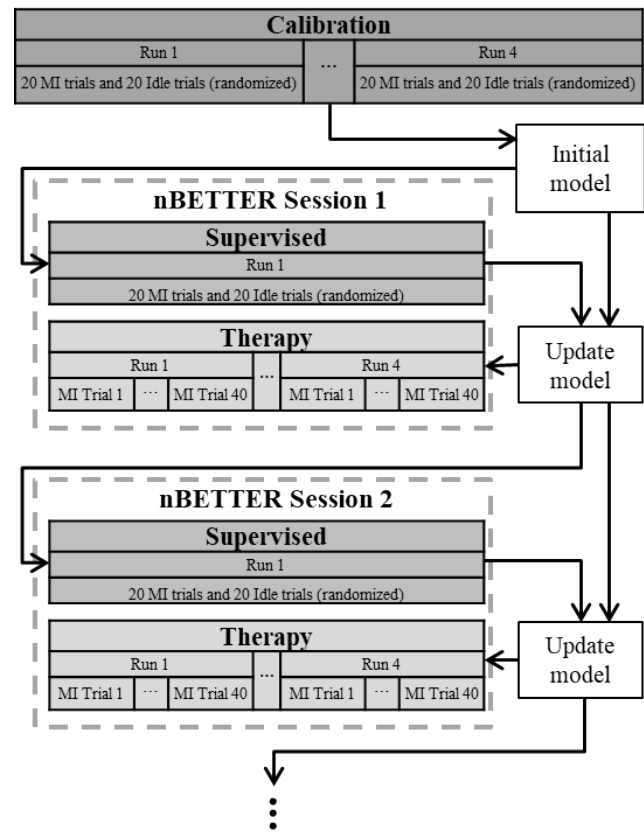 Calibration
Run 1
...
Run 4
20 MI trials and 20 Idle trials (randomized)
20 MI trials and 20 Idle trials (randomized)
Initial
model
nBETTER Session 1
Supervised
Run 1
20 MI trials and 20 Idle trials (randomized)
Therapy
Run 1
...
Run 4
MI Trial 1
...
MI Trial 40
MI Trial 1
...
MI Trial 40
Update
model
nBETTER Session 2
Supervised
Run 1
20 MI trials and 20 Idle trials (randomized)
Therapy
Run 1
...
Run 4
MI Trial 1
...
MI Trial 40
MI Trial 1
...
MI Trial 40
Update
model